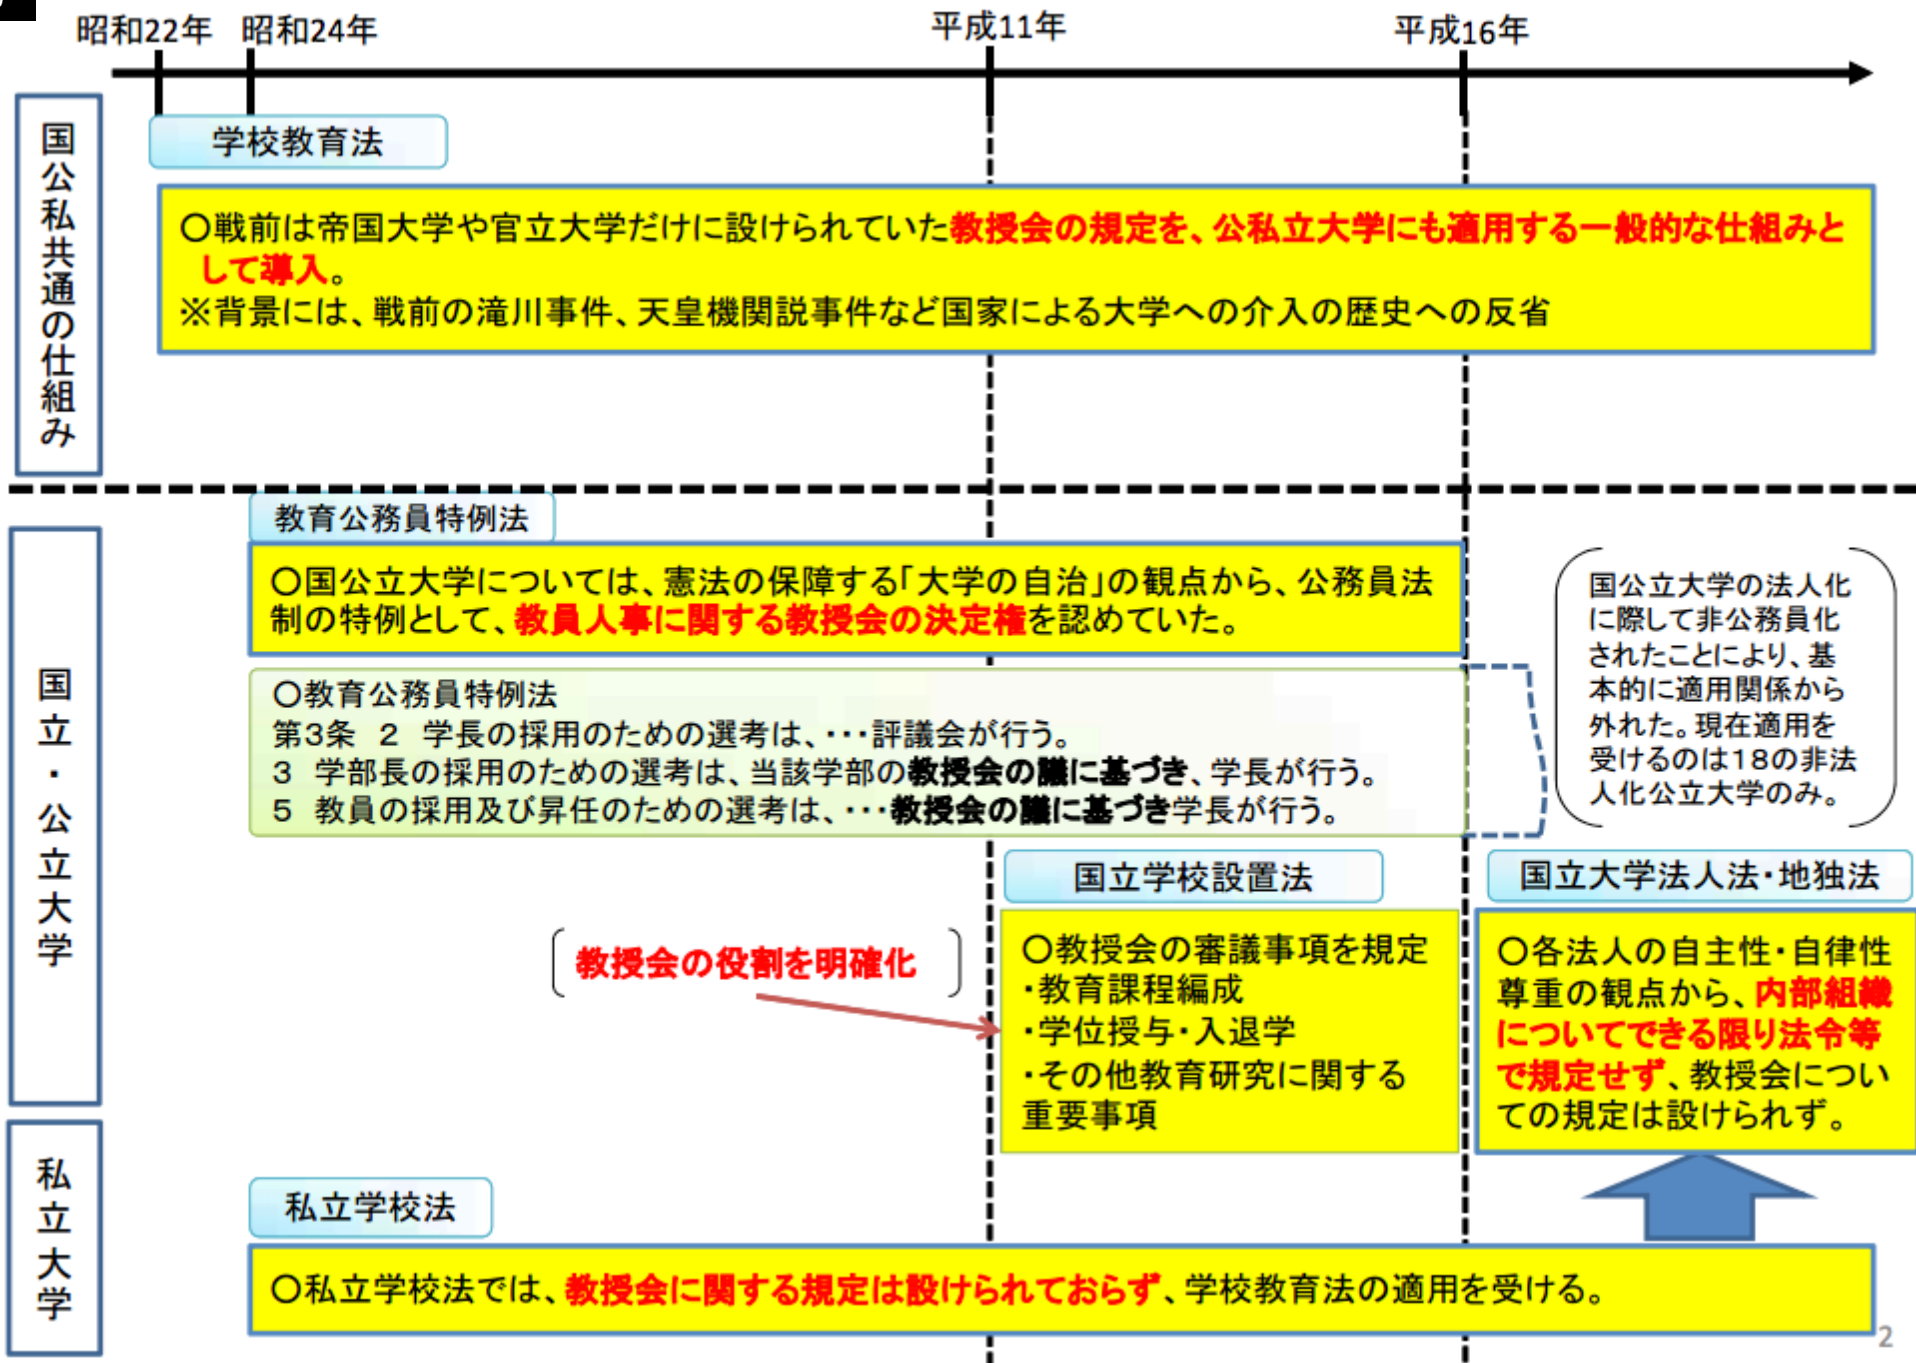 昭和22年
昭和24年
平成11年
平成16年
国公私共通の仕組み
学校教育法
〇戦前は帝国大学や官立大学だけに設けられていた教授会の規定を、公私立大学にも適用する一般的な仕組みと
して導入。
※背景には、戦前の滝川事件、天皇機関説事件など国家による大学への介入の歴史への反省
国立・公立大学
教育公務員特例法
〇国公立大学については、憲法の保障する「大学の自治」の観点から、公務員法
制の特例として、教員人事に関する教授会の決定権を認めていた。
〇教育公務員特例法
第3条 2 学長の採用のための選考は、・・・評議会が行う。
3 学部長の採用のための選考は、当該学部の教授会の議に基づき、学長が行う。
5 教員の採用及び昇任のための選考は、・・・教授会の議に基づき学長が行う。
国公立大学の法人化
に際して非公務員化
されたことにより、基
本的に適用関係から
外れた。現在適用を
受けるのは18の非法
人化公立大学のみ。
教授会の役割を明確化
国立学校設置法
〇教授会の審議事項を規定
・教育課程編成
・学位授与・入退学
・その他教育研究に関する
重要事項
国立大学法人法・地独法
〇各法人の自主性・自律性
尊重の観点から、内部組織
についてできる限り法令等
で規定せず、教授会につい
ての規定は設けられず。
私立大学
私立学校法
〇私立学校法では、教授会に関する規定は設けられておらず、学校教育法の適用を受ける。
2